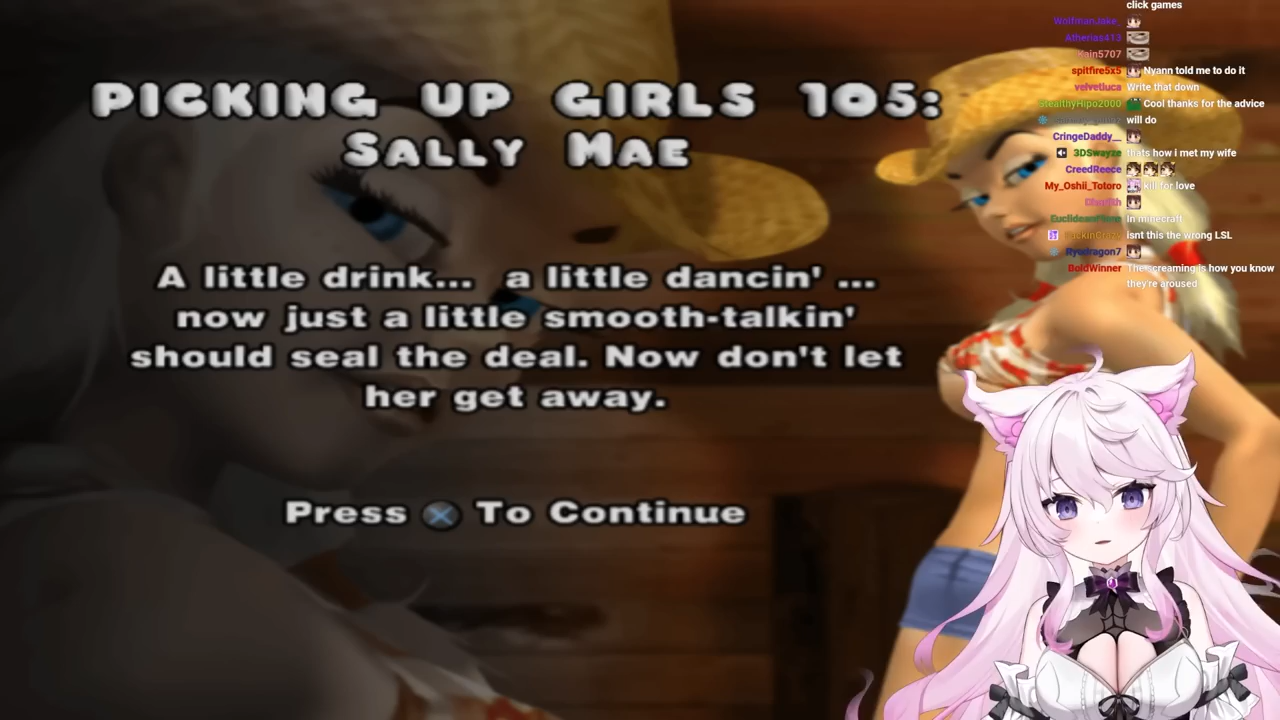 PICKING UP GIRLS 105:
SALLY MAE
A little drink... a little dancin' ...
now just a little smooth-talkin'
should seal the deal. Now don't let
her get away.
Press To Continue
click games
WolfmanJake_
Atherias413
Kain5707
spitfire5x5 Nyann told me to do it
velvetluca Write that down
StealthyHipo2000 Cool thanks for the advice
will do
CringeDaddy__
3DSwayze thats how i met my wife
CreedReece
My_Oshii_Totoro kill for love
In minecraft
isnt this the wrong LSL
Ryudragon7
BoldWinner The screaming is how you know
they're aroused